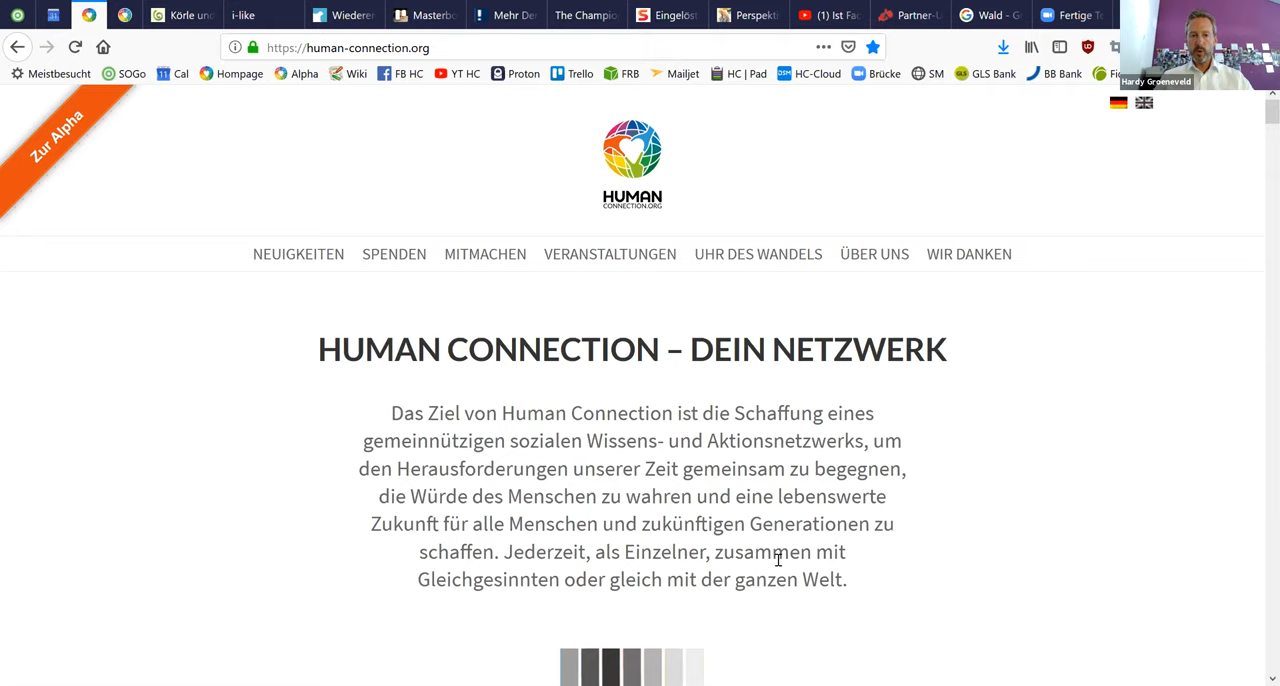 Körle und
i-like
Wiederer
Masterbo
Mehr Der
The Champio
Eingelöst
Perspekti
(1) Ist Fac
Partner-U
Wald - Go
Fertige Te
https://human-connection.org
Meistbesucht
SOGo
Cal
Hompage
Alpha
Wiki
FB HC
YT HC
Proton
Trello
FRB
Mailjet
HC | Pad
HC-Cloud
Brücke
SM
GLS Bank
BB Bank
Hardy Groeneveld
Zur Alpha
HUMAN
CONNECTION.ORG
NEUIGKEITEN SPENDEN MITMACHEN VERANSTALTUNGEN UHR DES WANDELS ÜBER UNS WIR DANKEN
HUMAN CONNECTION – DEIN NETZWERK
Das Ziel von Human Connection ist die Schaffung eines
gemeinnützigen sozialen Wissens- und Aktionsnetzwerks, um
den Herausforderungen unserer Zeit gemeinsam zu begegnen,
die Würde des Menschen zu wahren und eine lebenswerte
Zukunft für alle Menschen und zukünftigen Generationen zu
schaffen. Jederzeit, als Einzelner, zusammen mit
Gleichgesinnten oder gleich mit der ganzen Welt.